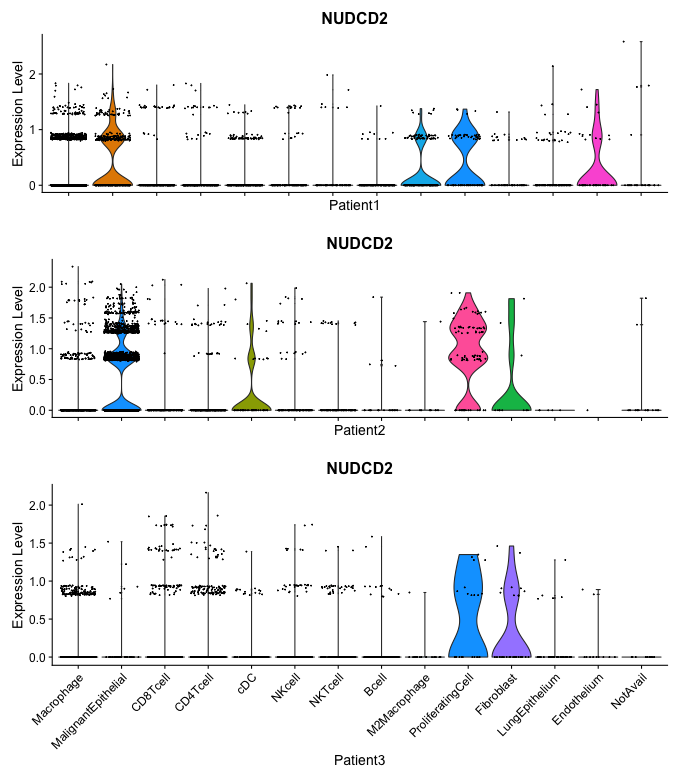 NUDCD2
Expression Level
2
1
0
Patient1
NUDCD2
Expression Level
2.0
1.5
1.0
0.5
0.0
Patient2
NUDCD2
Expression Level
2.0
1.5
1.0
0.5
0.0
Macrophage
MalignantEpithelial
CD8Tcell
CD4Tcell
cDC
NKcell
NKTcell
Bcell
M2Macrophage
ProliferatingCell
Fibroblast
LungEpithelium
Endothelium
NotAvail
Patient3